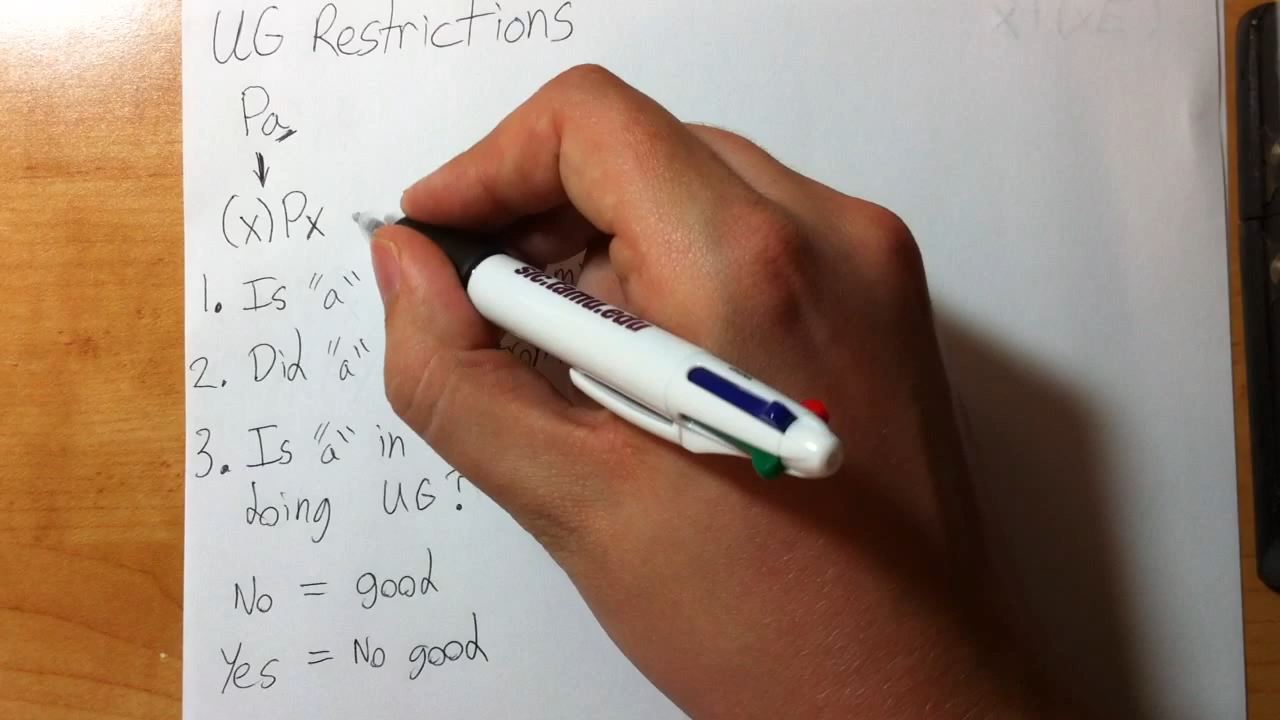 UG Restrictions
Pa
↓
(x)Px
1. Is "a"
2. Did "a"
3. Is "a" in
doing UG?
No = good
Yes = No good
slc.tamu.edu